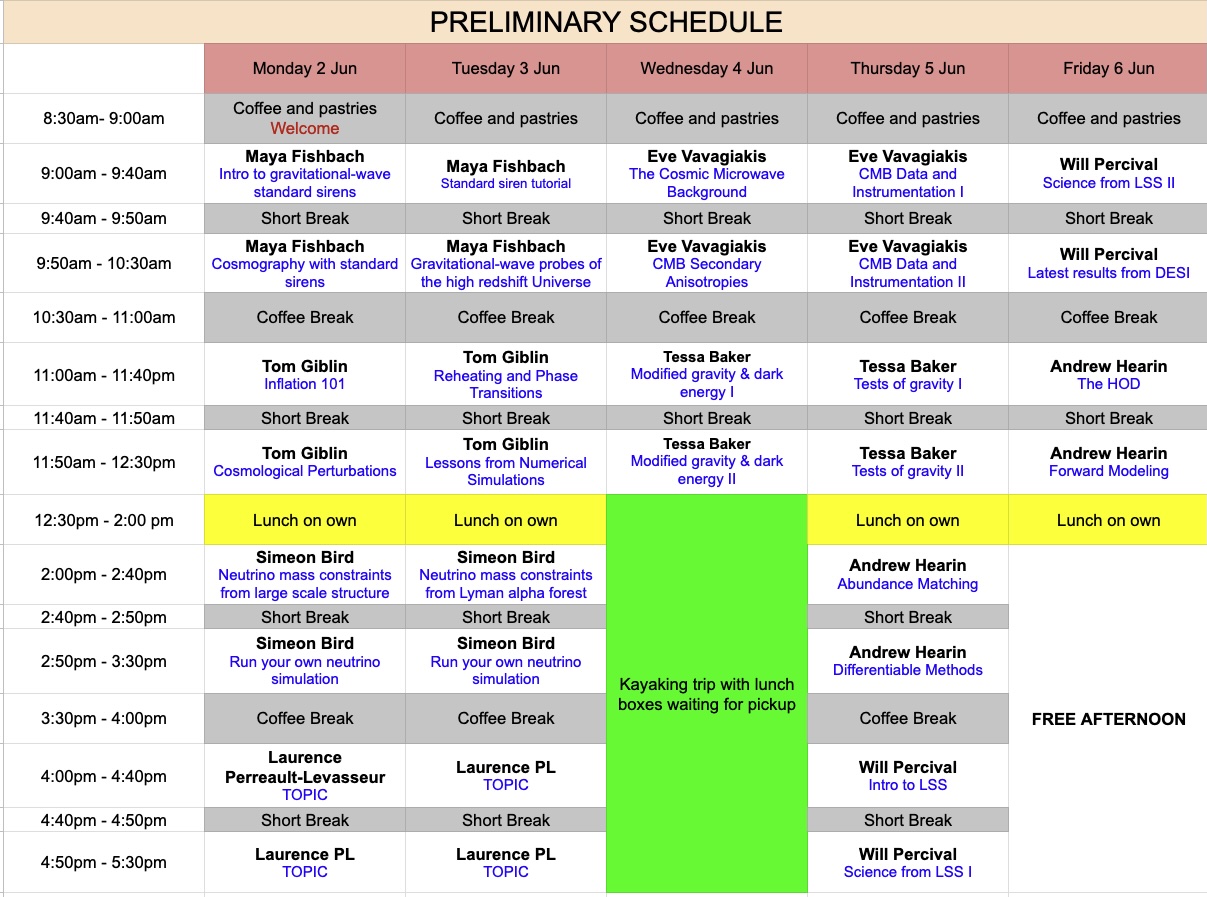 PRELIMINARY SCHEDULE
Monday 2 Jun
Tuesday 3 Jun
Wednesday 4 Jun
Thursday 5 Jun
Friday 6 Jun
8:30am- 9:00am
Coffee and pastries
Welcome
Coffee and pastries
Coffee and pastries
Coffee and pastries
Coffee and pastries
9:00am - 9:40am
Maya Fishbach
Intro to gravitational-wave
standard sirens
Maya Fishbach
Standard siren tutorial
Eve Vavagiakis
The Cosmic Microwave
Background
Eve Vavagiakis
CMB Data and
Instrumentation I
Will Percival
Science from LSS II
9:40am - 9:50am
Short Break
Short Break
Short Break
Short Break
Short Break
9:50am - 10:30am
Maya Fishbach
Cosmography with standard
sirens
Maya Fishbach
Gravitational-wave probes of
the high redshift Universe
Eve Vavagiakis
CMB Secondary
Anisotropies
Eve Vavagiakis
CMB Data and
Instrumentation II
Will Percival
Latest results from DESI
10:30am - 11:00am
Coffee Break
Coffee Break
Coffee Break
Coffee Break
Coffee Break
11:00am - 11:40pm
Tom Giblin
Inflation 101
Tom Giblin
Reheating and Phase
Transitions
Tessa Baker
Modified gravity & dark
energy I
Tessa Baker
Tests of gravity I
Andrew Hearin
The HOD
11:40am - 11:50am
Short Break
Short Break
Short Break
Short Break
Short Break
11:50am - 12:30pm
Tom Giblin
Cosmological Perturbations
Tom Giblin
Lessons from Numerical
Simulations
Tessa Baker
Modified gravity & dark
energy II
Tessa Baker
Tests of gravity II
Andrew Hearin
Forward Modeling
12:30pm - 2:00 pm
Lunch on own
Lunch on own
Lunch on own
Lunch on own
2:00pm - 2:40pm
Simeon Bird
Neutrino mass constraints
from large scale structure
Simeon Bird
Neutrino mass constraints
from Lyman alpha forest
Andrew Hearin
Abundance Matching
2:40pm - 2:50pm
Short Break
Short Break
Short Break
2:50pm - 3:30pm
Simeon Bird
Run your own neutrino
simulation
Simeon Bird
Run your own neutrino
simulation
Kayaking trip with lunch
boxes waiting for pickup
Andrew Hearin
Differentiable Methods
3:30pm - 4:00pm
Coffee Break
Coffee Break
Coffee Break
FREE AFTERNOON
4:00pm - 4:40pm
Laurence
Perreault-Levasseur
TOPIC
Laurence PL
TOPIC
Will Percival
Intro to LSS
4:40pm - 4:50pm
Short Break
Short Break
Short Break
4:50pm - 5:30pm
Laurence PL
TOPIC
Laurence PL
TOPIC
Will Percival
Science from LSS I